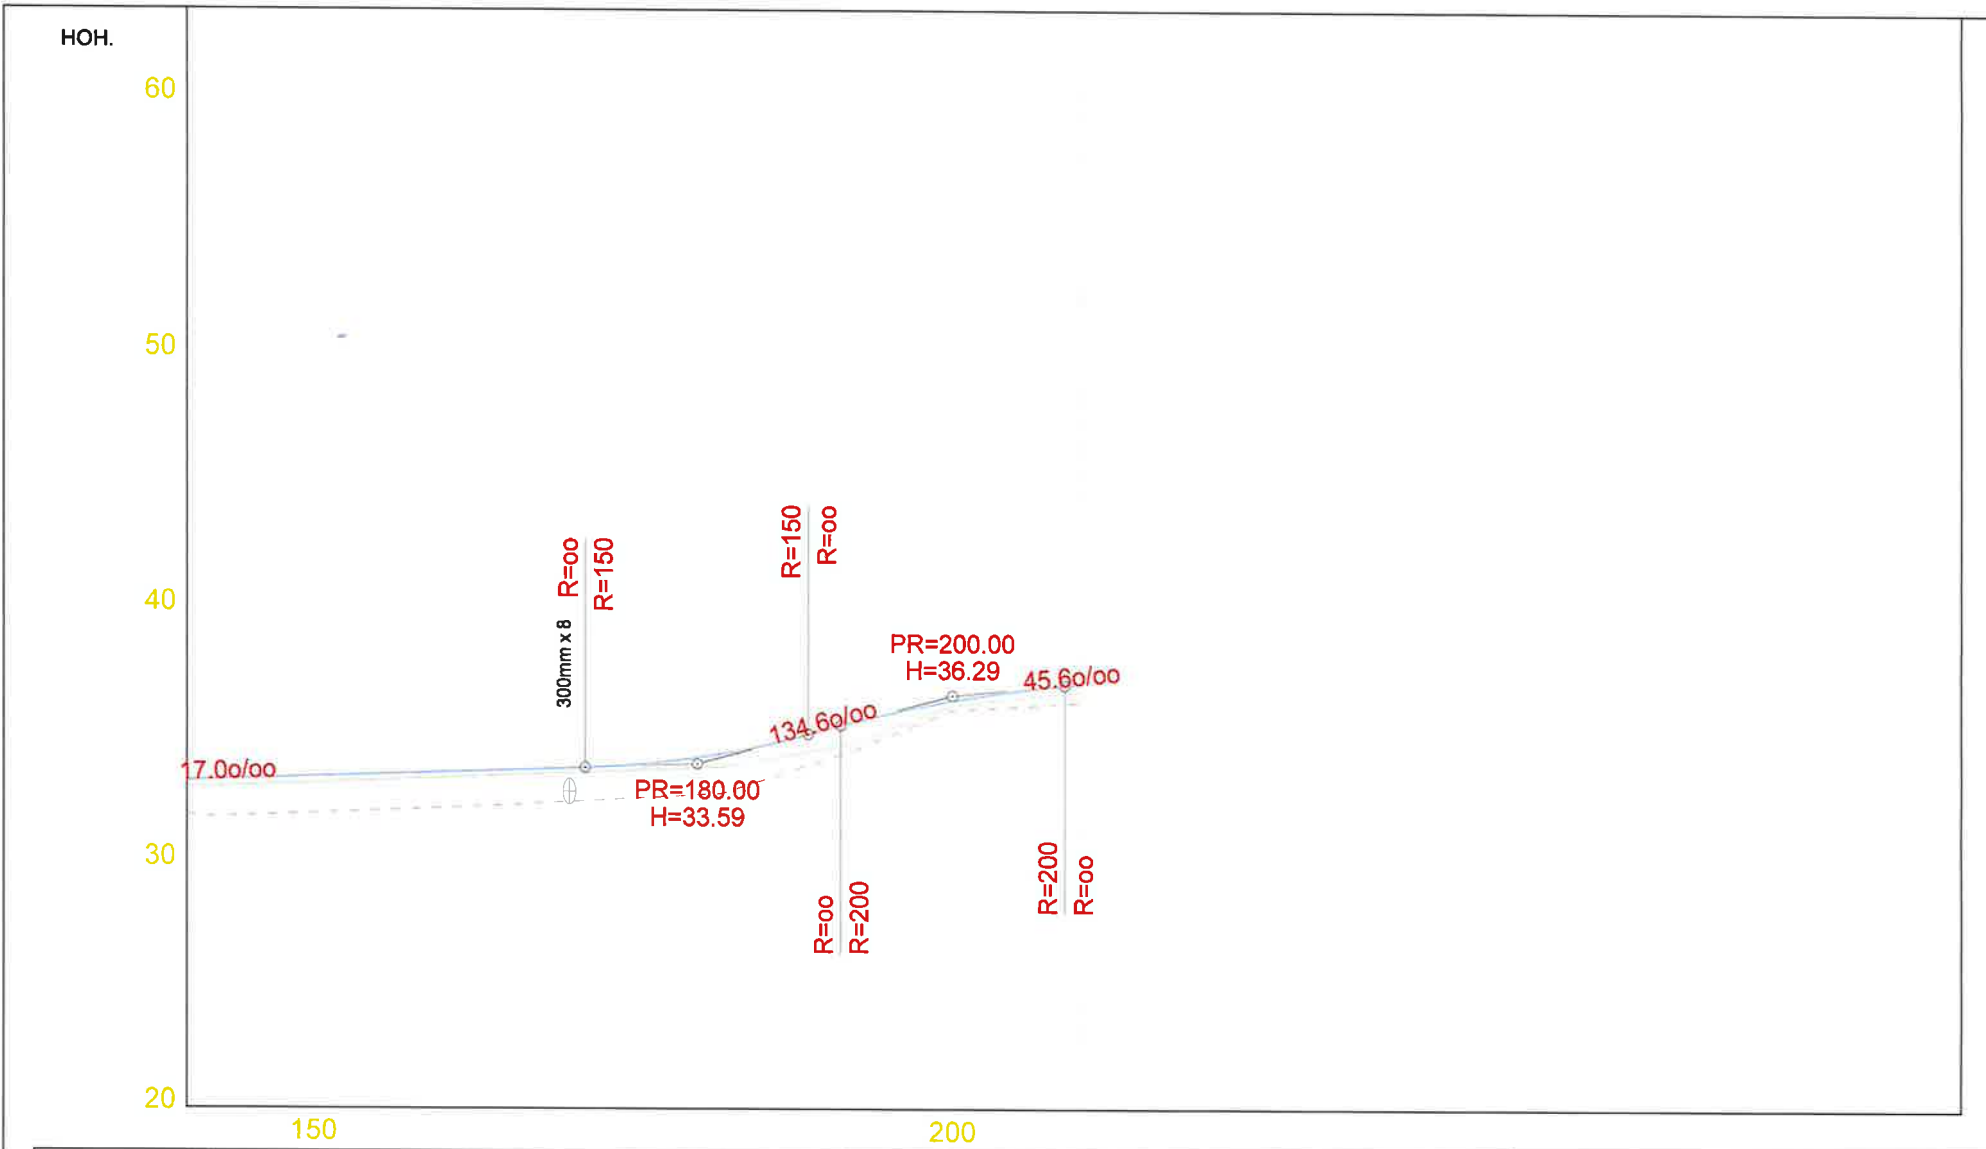 HOH.
60
50
40
30
20
150
200
R=oo
R=150
300mm x 8
R=150
R=oo
PR=200.00
H=36.29
45.6o/oo
134.6o/oo
17.0o/oo
PR=180.00
H=33.59
R=oo
R=200
R=200
R=oo